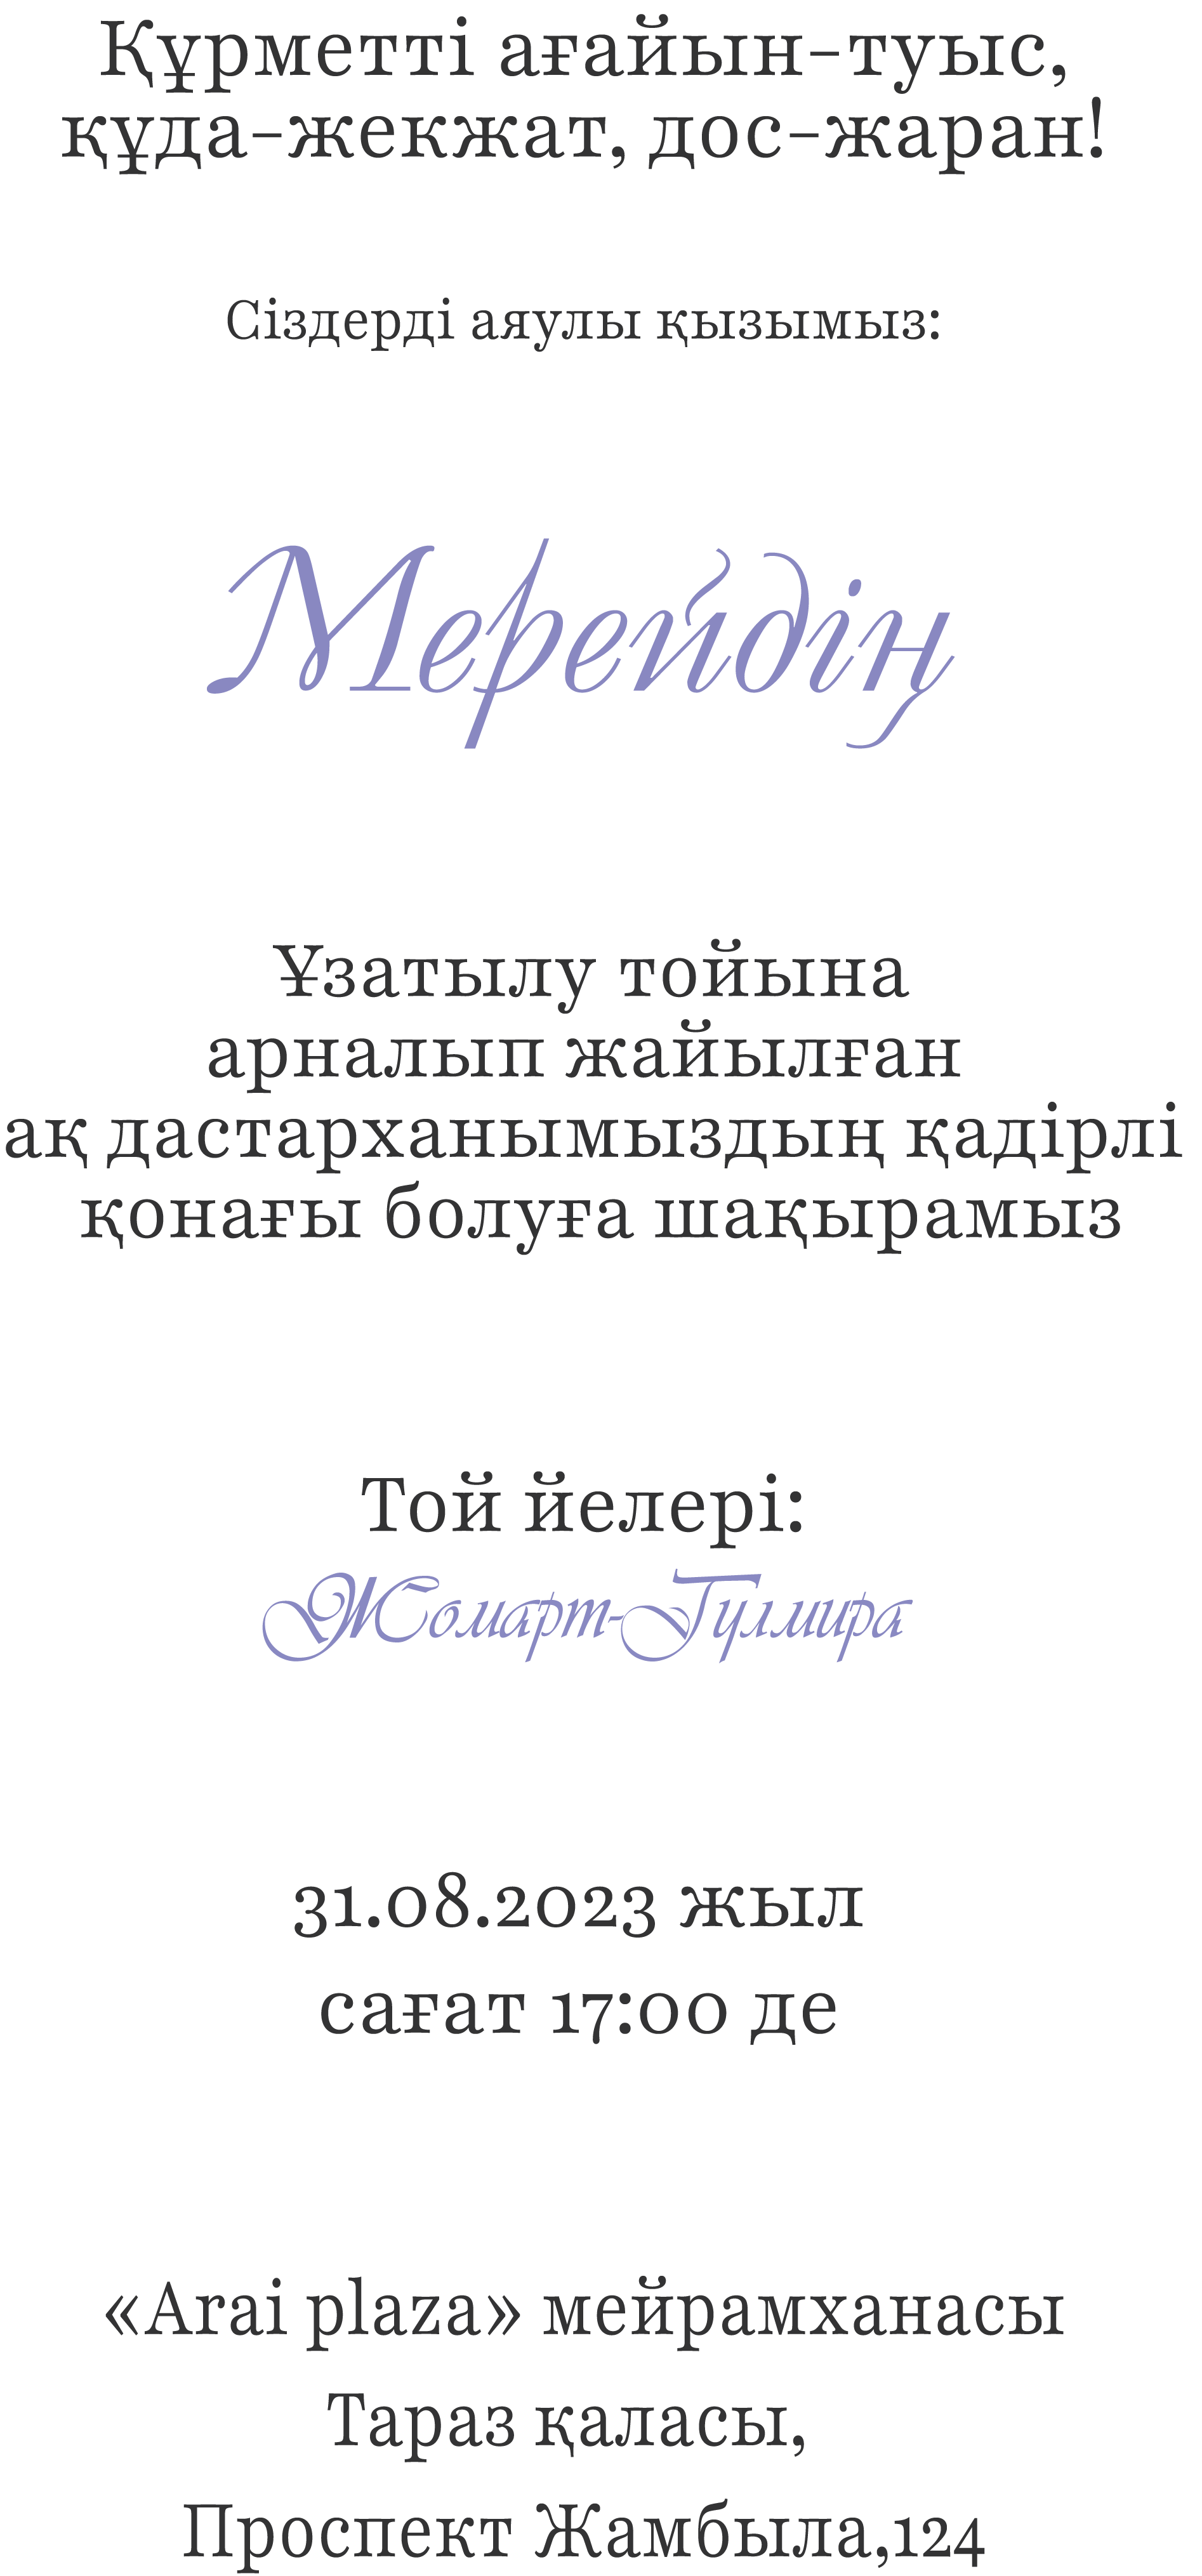 Құрметті ағайын-туыс,
құда-жекжат, дос-жаран!
Сіздерді аяулы қызымыз:
Мерейдің
Ұзатылу тойына
арналып жайылған
ақ дастарханымыздың қадірлі
қонағы болуға шақырамыз
Той йелері:
Жомарт-Гүлмира
31.08.2023 жыл
сағат 17:00 де
«Arai plaza» мейрамханасы
Тараз қаласы,
Проспект Жамбыла,124